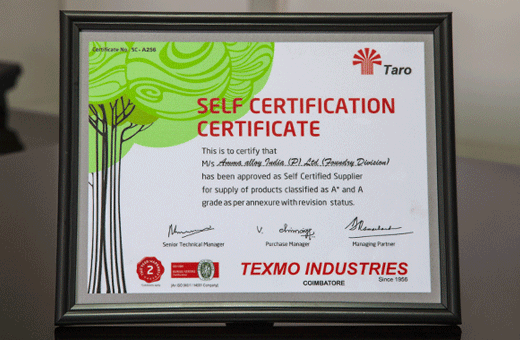 Certificate No. SC - A256
Taro
SELF CERTIFICATION
CERTIFICATE
This is to certify that
M/s Amma alloy India (P) Ltd (Foundry Division)
has been approved as Self Certified Supplier
for supply of products classified as A* and A
grade as per annexure with revision status.
Senior Technical Manager
Purchase Manager
Managing Partner
2
TEXMO INDUSTRIES
Since 1956
COIMBATORE